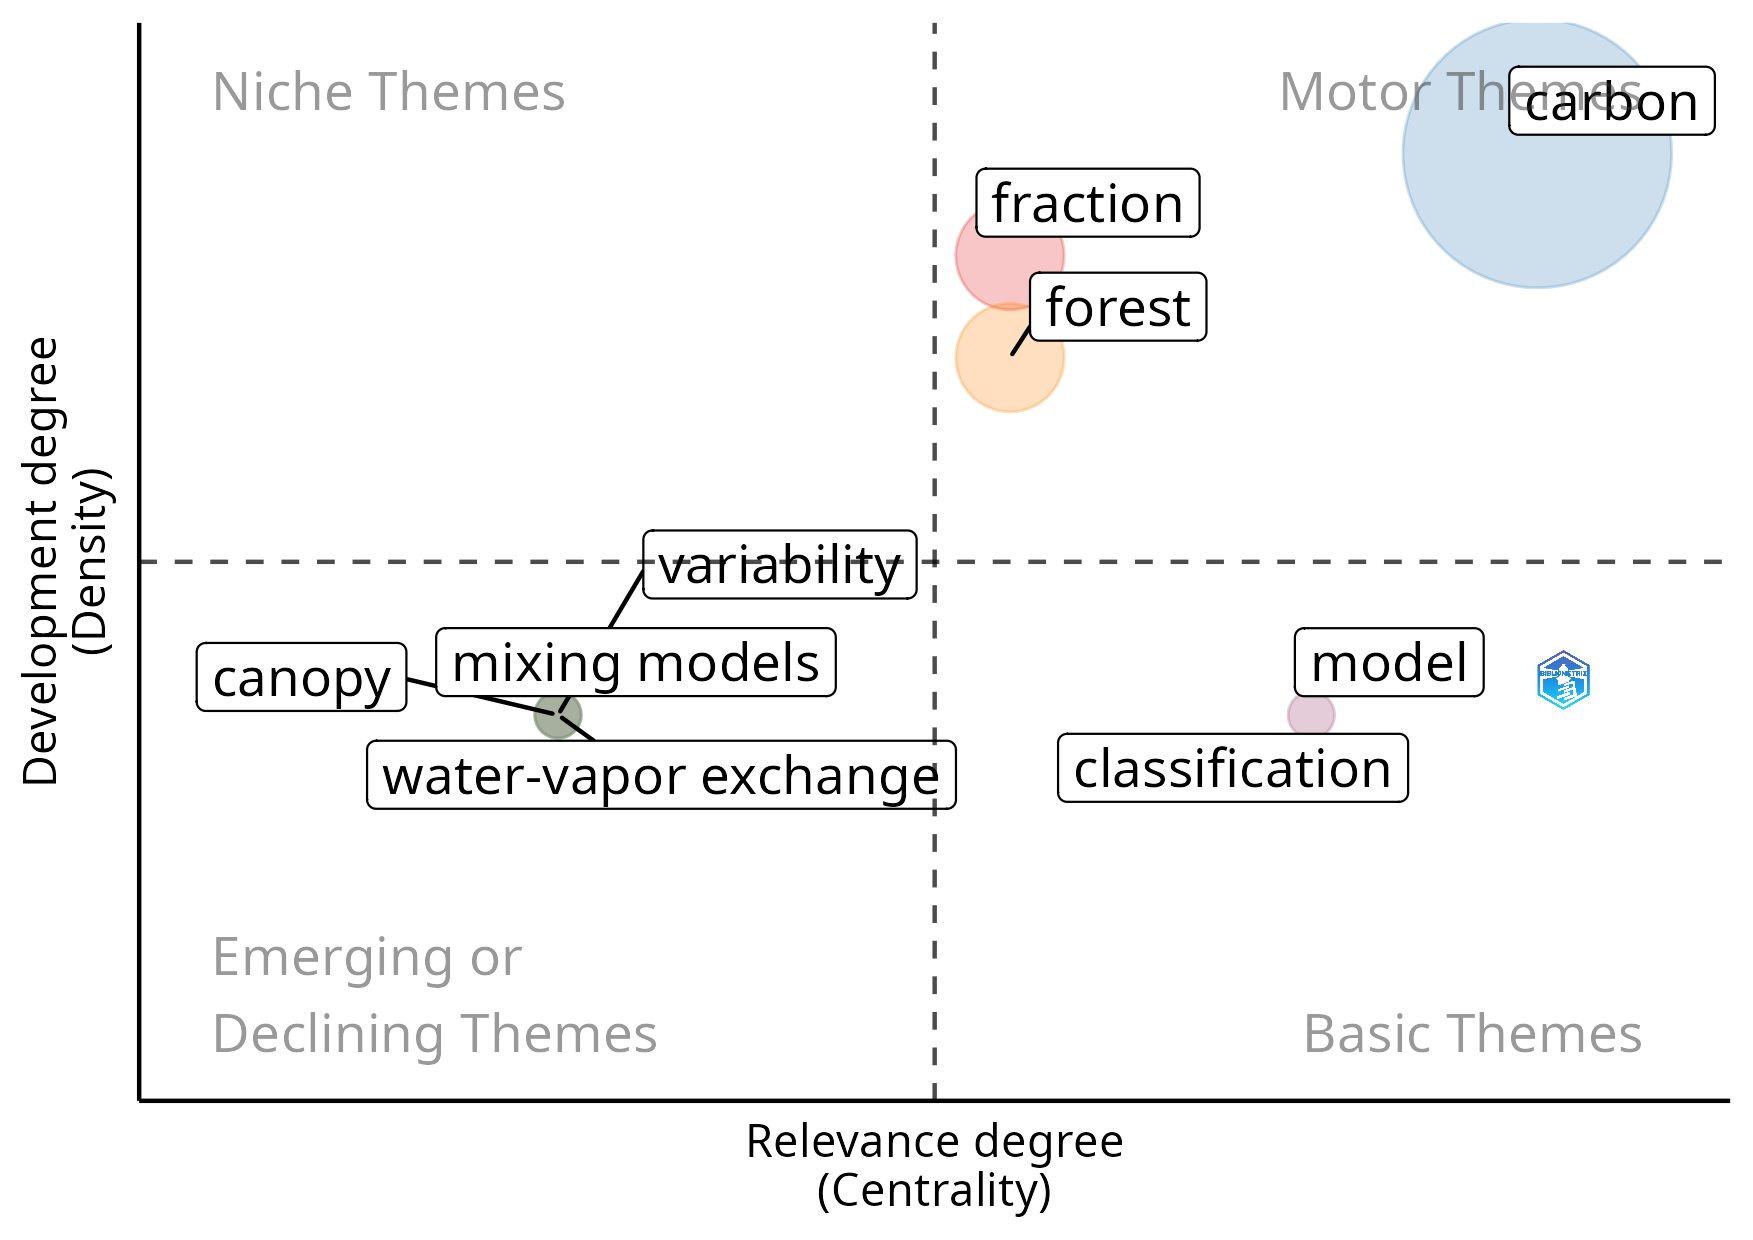 Niche Themes
Motor Themes
carbon
fraction
forest
variability
mixing models
canopy
water-vapor exchange
model
classification
BIBLIOMETRIX
Emerging or
Declining Themes
Basic Themes
Development degree
(Density)
Relevance degree
(Centrality)